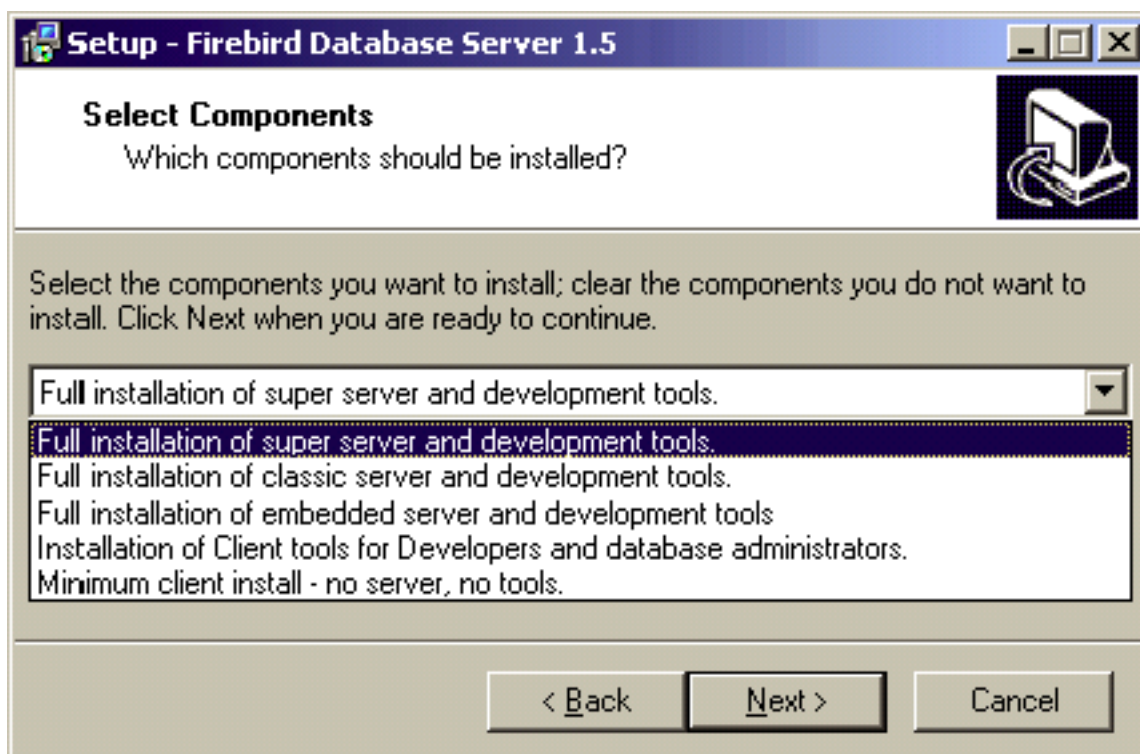 Setup - Firebird Database Server 1.5
Select Components
Which components should be installed?
Select the components you want to install; clear the components you do not want to
install. Click Next when you are ready to continue.
Full installation of super server and development tools.
Full installation of super server and development tools.
Full installation of classic server and development tools.
Full installation of embedded server and development tools
Installation of Client tools for Developers and database administrators.
Minimum client install - no server, no tools.
< Back Next > Cancel